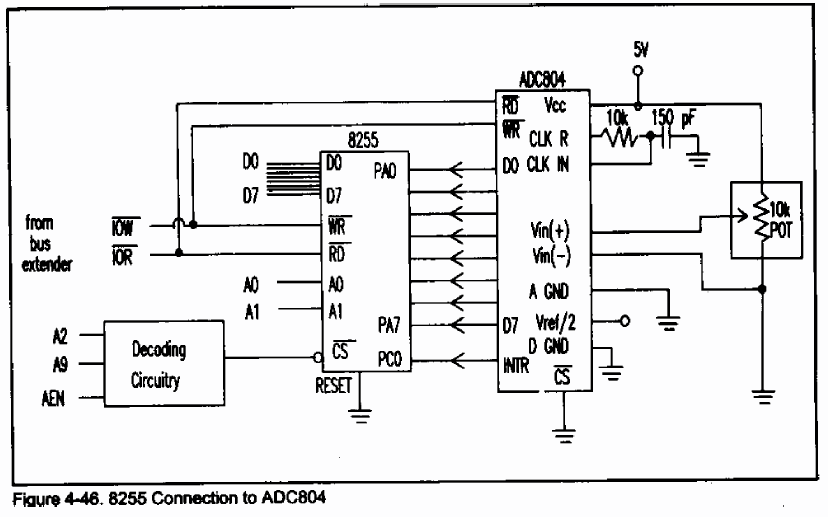 5V
ADC804
RD Vcc
10k 150 pF
WR CLK R
8255
D0 D0 PA0 D0 CLK IN
D7 D7
10k
POT
from
bus
extender
IOW WR Vin(+)
IOR RD Vin(-)
A0 A0 A GND
A1 A1
PA7 D7 Vref/2
A2 D GND
Decoding
Circuitry
A9 CS PC0 INTR
CS
AEN RESET
Figure 4-46. 8255 Connection to ADC804